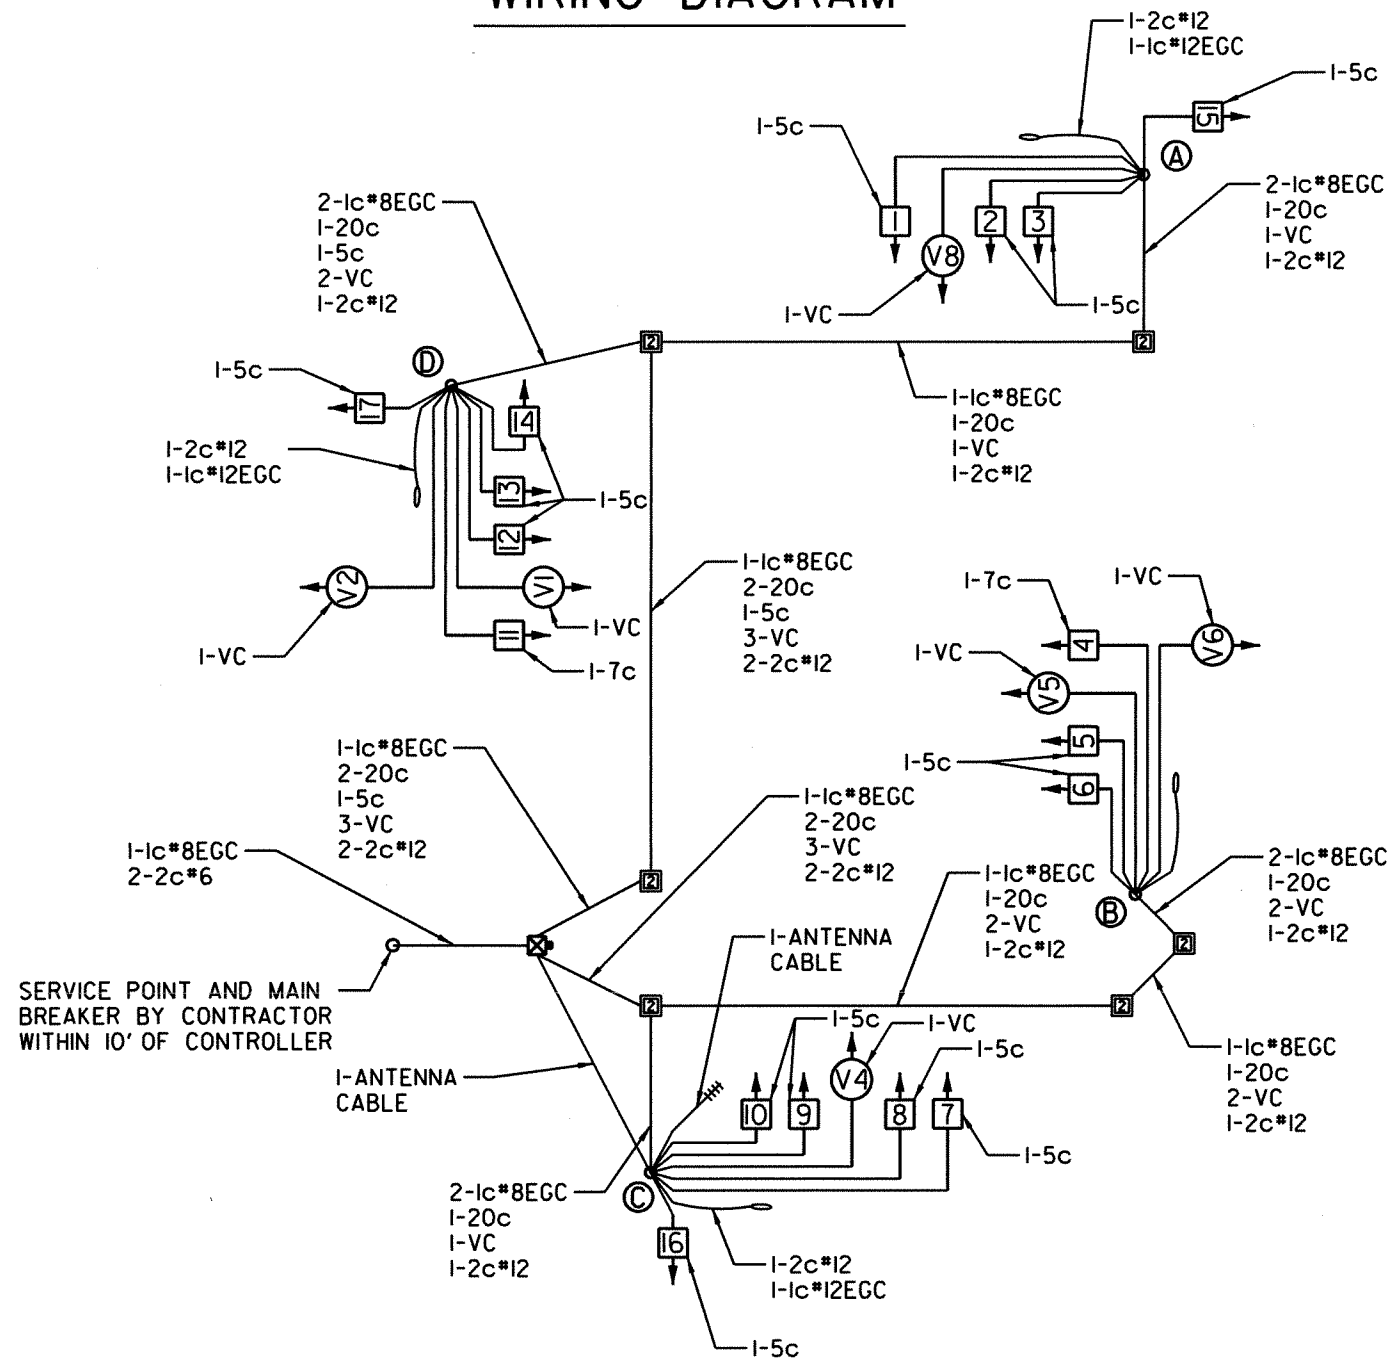 WIRING DIAGRAM
1-2c#12
1-1c#12EGC
1-5c
15
1-5c
A
2-1c#8EGC
1-20c
1-VC
1-2c#12
1
2
3
V8
1-VC
1-5c
2-1c#8EGC
1-20c
1-5c
2-VC
1-2c#12
2
2
D
1-5c
17
14
1-1c#8EGC
1-20c
1-VC
1-2c#12
1-2c#12
1-1c#12EGC
13
1-5c
12
V2
V1
1-VC
1-VC
11
1-7c
1-1c#8EGC
2-20c
1-5c
3-VC
2-2c#12
1-7c
1-VC
4
V6
1-VC
V5
5
1-5c
6
1-1c#8EGC
2-20c
1-5c
3-VC
2-2c#12
1-1c#8EGC
2-20c
3-VC
2-2c#12
1-1c#8EGC
2-2c#6
2
1-1c#8EGC
1-20c
2-VC
1-2c#12
B
2-1c#8EGC
1-20c
2-VC
1-2c#12
2
1-ANTENNA
CABLE
SERVICE POINT AND MAIN
BREAKER BY CONTRACTOR
WITHIN 10' OF CONTROLLER
2
2
1-5c
1-VC
1-5c
1-1c#8EGC
1-20c
2-VC
1-2c#12
1-ANTENNA
CABLE
10
9
V4
8
7
1-5c
C
2-1c#8EGC
1-20c
1-VC
1-2c#12
16
1-2c#12
1-1c#12EGC
1-5c